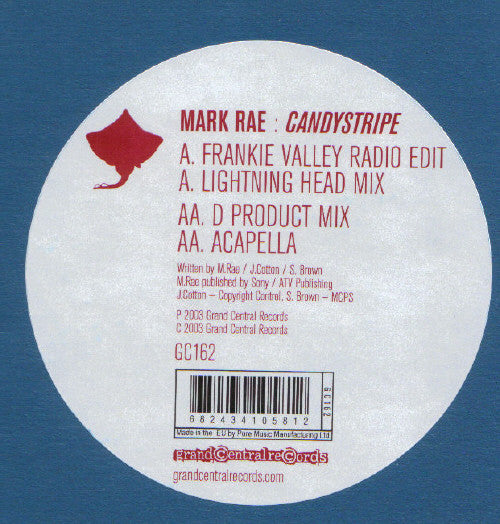 MARK RAE : CANDYSTRIPE
A. FRANKIE VALLEY RADIO EDIT
A. LIGHTNING HEAD MIX
AA. D PRODUCT MIX
AA. ACAPELLA
Written by M.Rae / J.Cotton / S. Brown
M.Rae published by Sony / ATV Publishing
J.Cotton – Copyright Control, S. Brown – MCPS
P 2003 Grand Central Records
C 2003 Grand Central Records
GC162
GC162
682434105812
Made in the EU by Pure Music Manufacturing Ltd
grandCentralreCords
grandcentralrecords.com